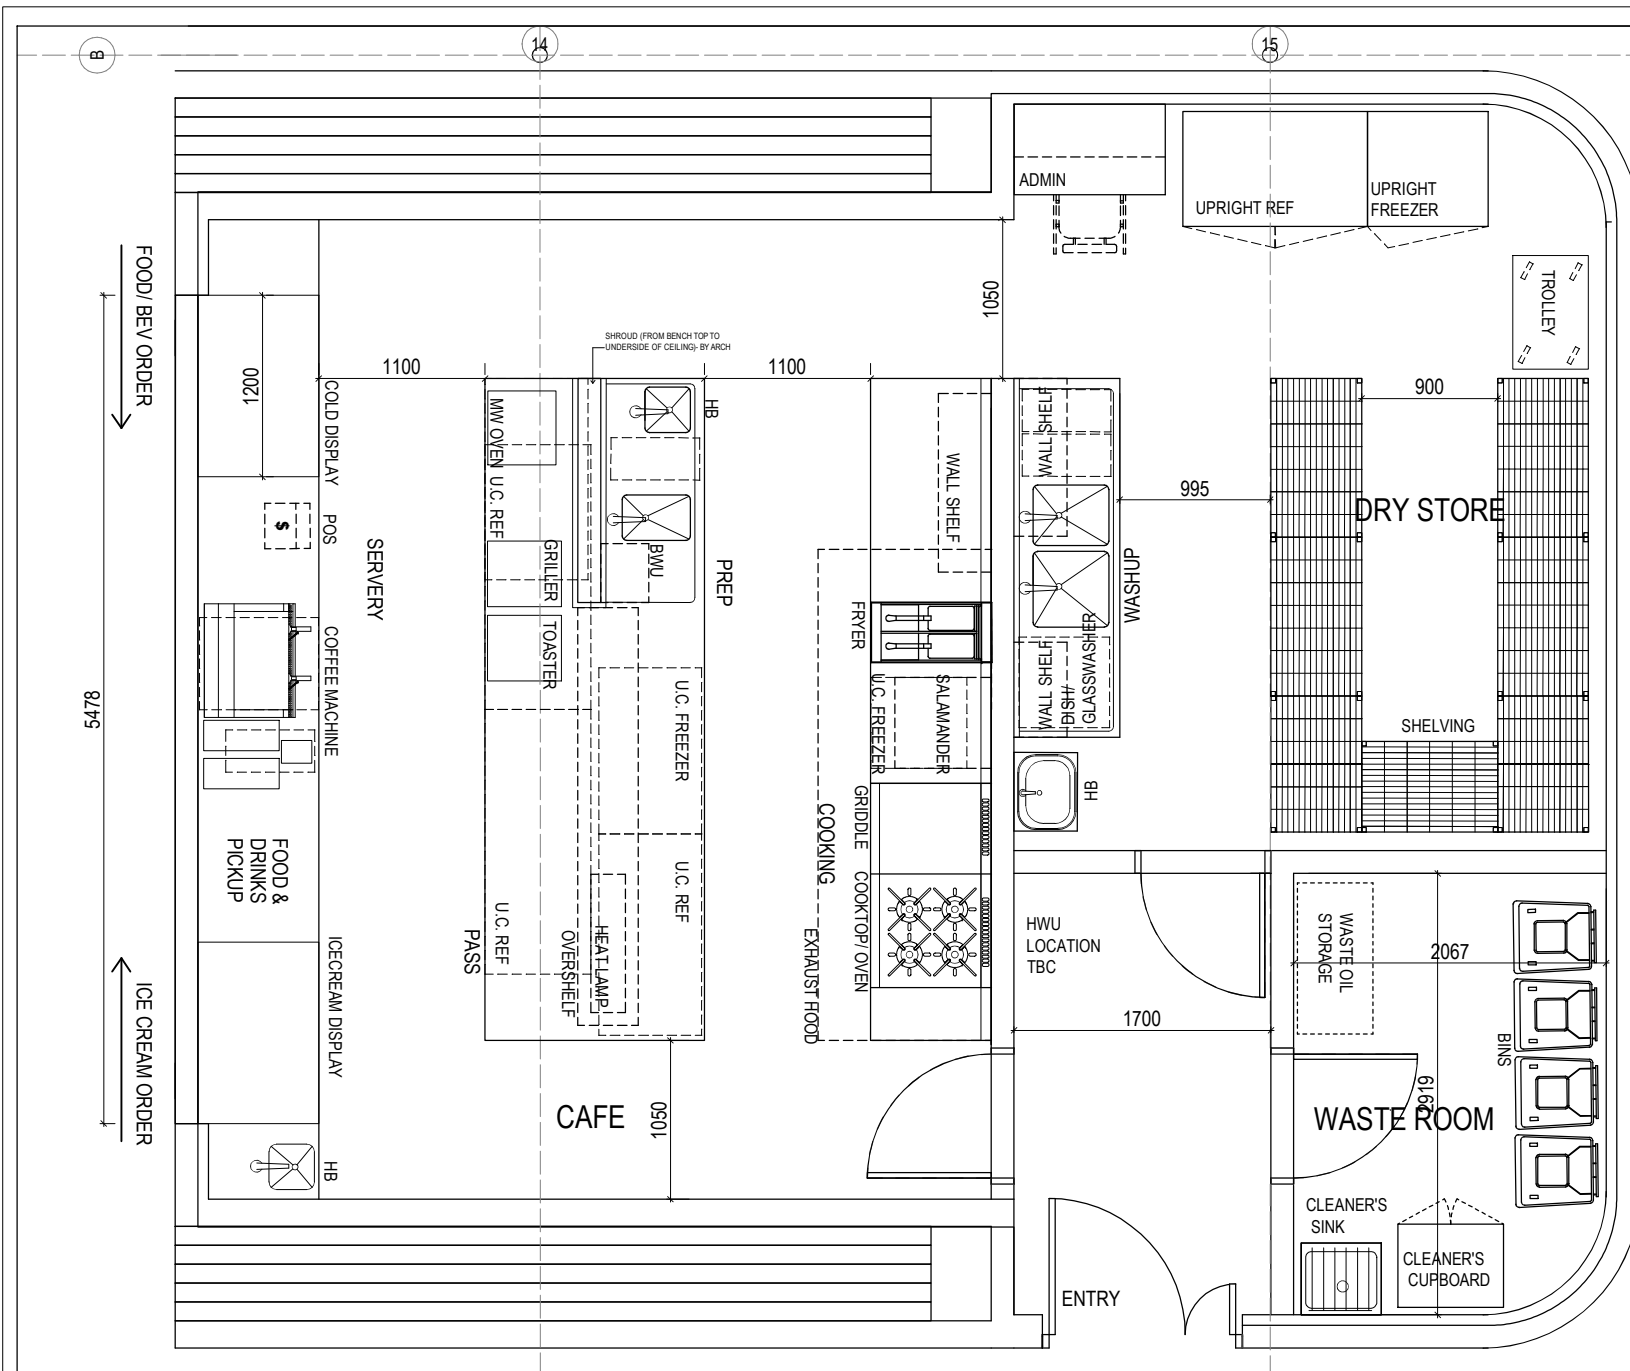 B
14
15
ADMIN
UPRIGHT REF
UPRIGHT
FREEZER
TROLLEY
FOOD/ BEV ORDER
1200
5478
COLD DISPLAY
POS
$
SERVERY
COFFEE MACHINE
FOOD &
DRINKS
PICKUP
ICECREAM DISPLAY
ICE CREAM ORDER
HB
1100
SHROUD (FROM BENCH TOP TO
UNDERSIDE OF CEILING)- BY ARCH
1100
1050
MW OVEN
U.C. REF
GRILLER
TOASTER
HB
BWU
PREP
U.C. FREEZER
U.C. REF
U.C. REF
PASS
OVERSHELF
HEAT LAMP
CAFE
1050
WALL SHELF
FRYER
SALAMANDER
U.C. FREEZER
GRIDDLE
COOKTOP/ OVEN
COOKING
EXHAUST HOOD
WALL SHELF
WASHUP
WALL SHELF
DISH/
GLASSWASHER
HB
995
900
DRY STORE
SHELVING
HWU
LOCATION
TBC
1700
ENTRY
WASTE OIL
STORAGE
2067
2919
BINS
WASTE ROOM
CLEANER'S
SINK
CLEANER'S
CUPBOARD